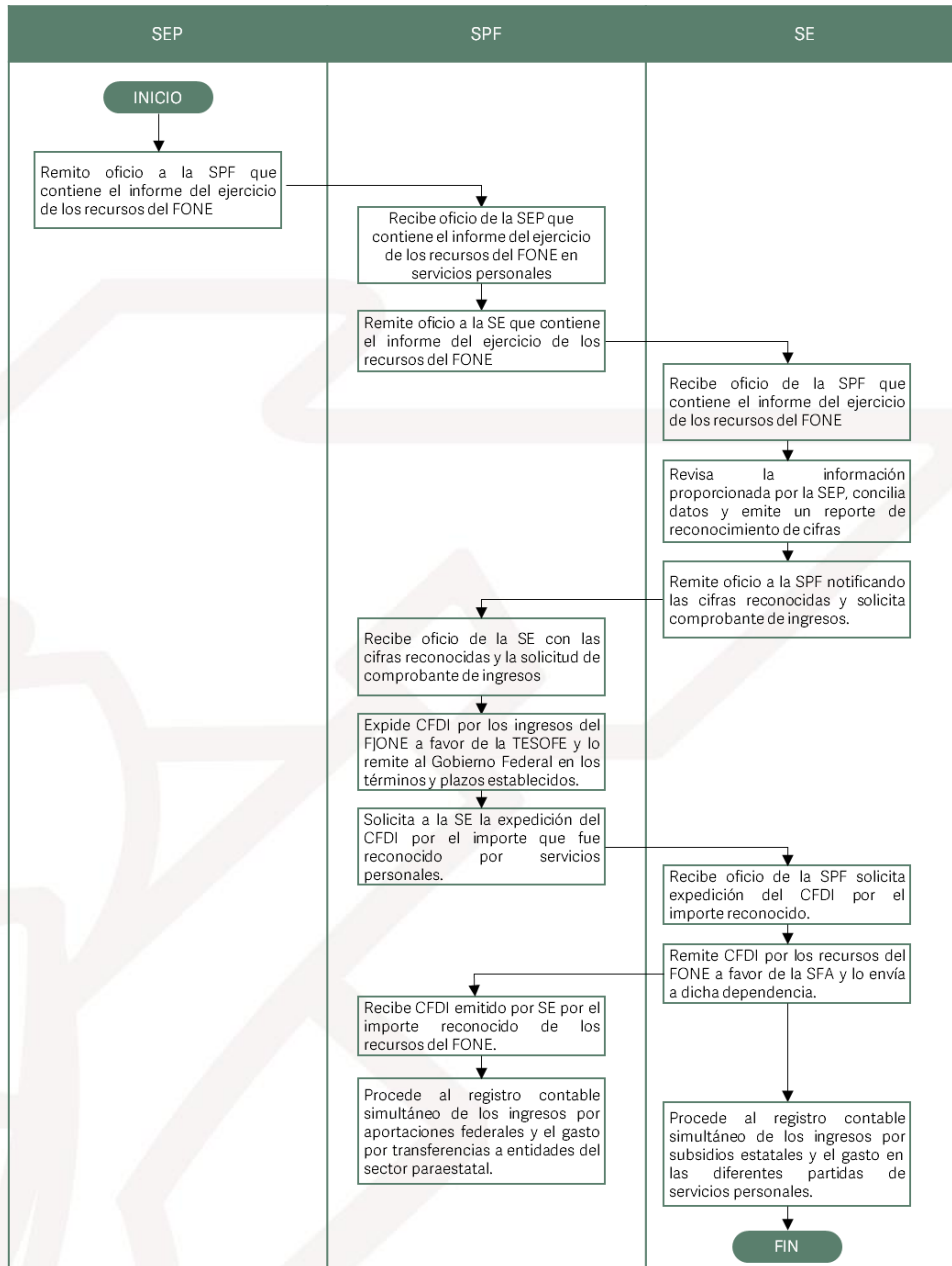 SEP
SPF
SE
INICIO
Remito oficio a la SPF que
contiene el informe del ejercicio
de los recursos del FONE
Recibe oficio de la SEP que
contiene el informe del ejercicio
de los recursos del FONE en
servicios personales
Remite oficio a la SE que contiene
el informe del ejercicio de los
recursos del FONE
Recibe oficio de la SPF que
contiene el informe del ejercicio
de los recursos del FONE
Revisa la información
proporcionada por la SEP, concilia
datos y emite un reporte de
reconocimiento de cifras
Remite oficio a la SPF notificando
las cifras reconocidas y solicita
comprobante de ingresos.
Recibe oficio de la SE con las
cifras reconocidas y la solicitud de
comprobante de ingresos
Expide CFDI por los ingresos del
FJONE a favor de la TESOFE y lo
remite al Gobierno Federal en los
términos y plazos establecidos.
Solicita a la SE la expedición del
CFDI por el importe que fue
reconocido por servicios
personales.
Recibe oficio de la SPF solicita
expedición del CFDI por el
importe reconocido.
Remite CFDI por los recursos del
FONE a favor de la SFA y lo envía
a dicha dependencia.
Recibe CFDI emitido por SE por el
importe reconocido de los
recursos del FONE.
Procede al registro contable
simultáneo de los ingresos por
aportaciones federales y el gasto
por transferencias a entidades del
sector paraestatal.
Procede al registro contable
simultáneo de los ingresos por
subsidios estatales y el gasto en
las diferentes partidas de
servicios personales.
FIN